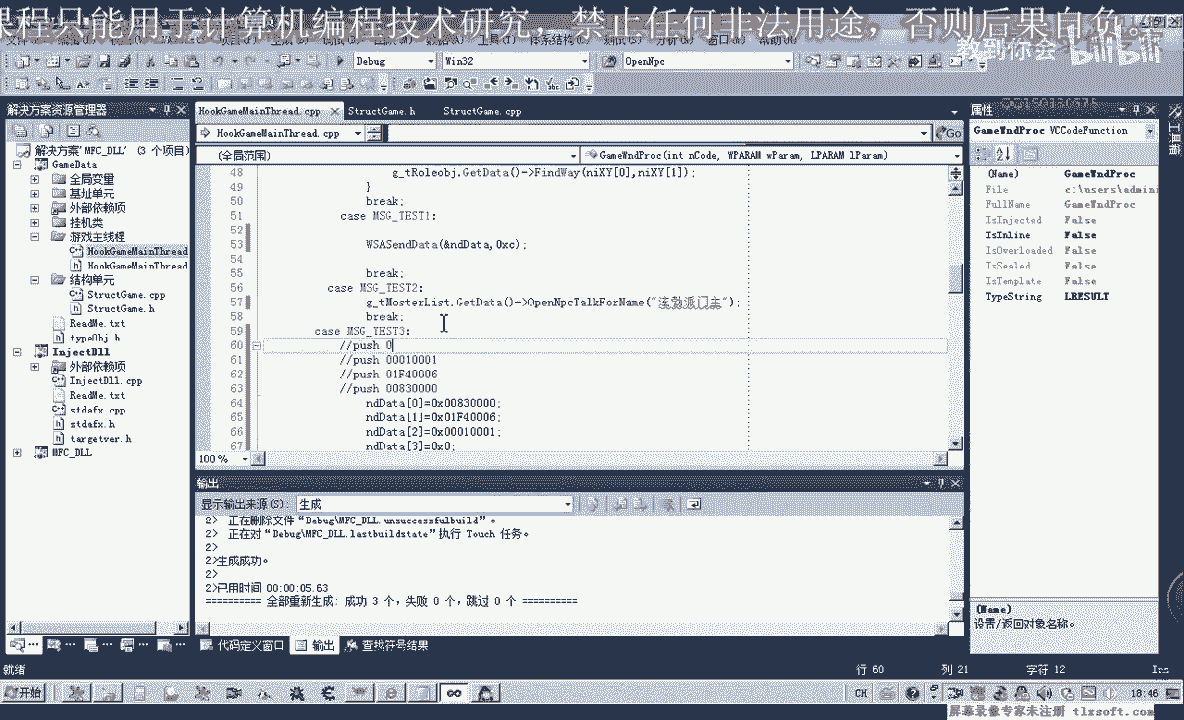 课程只能用于计算机编程技术研究，禁止任何非法用途，否则后果自负。
教到你会
bilibili
Debug
Win32
OpenNpc
解决方案资源管理器
HookGameMainThread.cpp
StructGame.h
StructGame.cpp
属性
HookGameMainThread.cpp
Go
GameWndProc VCCodeFunction
解决方案'MFC_DLL' (3 个项目)
(全局范围)
GameWndProc(int nCode, WPARAM wParam, LPARAM lParam)
GameData
全局变量
基址单元
外部依赖项
挂机类
游戏主线程
HookGameMainThread
HookGameMainThread
结构单元
StructGame.cpp
StructGame.h
ReadMe.txt
typeObj.h
InjectDll
外部依赖项
InjectDll.cpp
ReadMe.txt
stdafx.cpp
stdafx.h
targetver.h
MFC_DLL
48 g_tRoleobj.GetData()->FindWay(niXY[0],niXY[1]);
49 }
50 break;
51 case MSG_TEST1:
52
53 WSASendData(&ndData,0xc);
54
55 break;
56 case MSG_TEST2:
57 g_tMosterList.GetData()->OpenNpcTalkForName("泫勃派门主");
58 break;
59 case MSG_TEST3:
60 //push 0
61 //push 00010001
62 //push 01F40006
63 //push 00830000
64 ndData[0]=0x00830000;
65 ndData[1]=0x01F40006;
66 ndData[2]=0x00010001;
67 ndData[3]=0x0;
100 %
(Name) GameWndProc
File c:\users\admini
FullName GameWndProc
IsInjected False
IsInline False
IsOverloaded False
IsSealed False
IsTemplate False
TypeString LRESULT
(Name)
设置/返回对象名称。
工具箱
输出
显示输出来源(S): 生成
2> 正在删除文件“Debug\MFC_DLL.unsuccessfulbuild”。
2> 正在对“Debug\MFC_DLL.lastbuildstate”执行 Touch 任务。
2>
2>生成成功。
2>
2>已用时间 00:00:05.63
========== 全部重新生成: 成功 3 个，失败 0 个，跳过 0 个 ==========
代码定义窗口
输出
查找符号结果
就绪
行 60
列 21
字符 12
Ins
开始
CH
18:46
屏幕录像专家未注册 tlxsoft.com